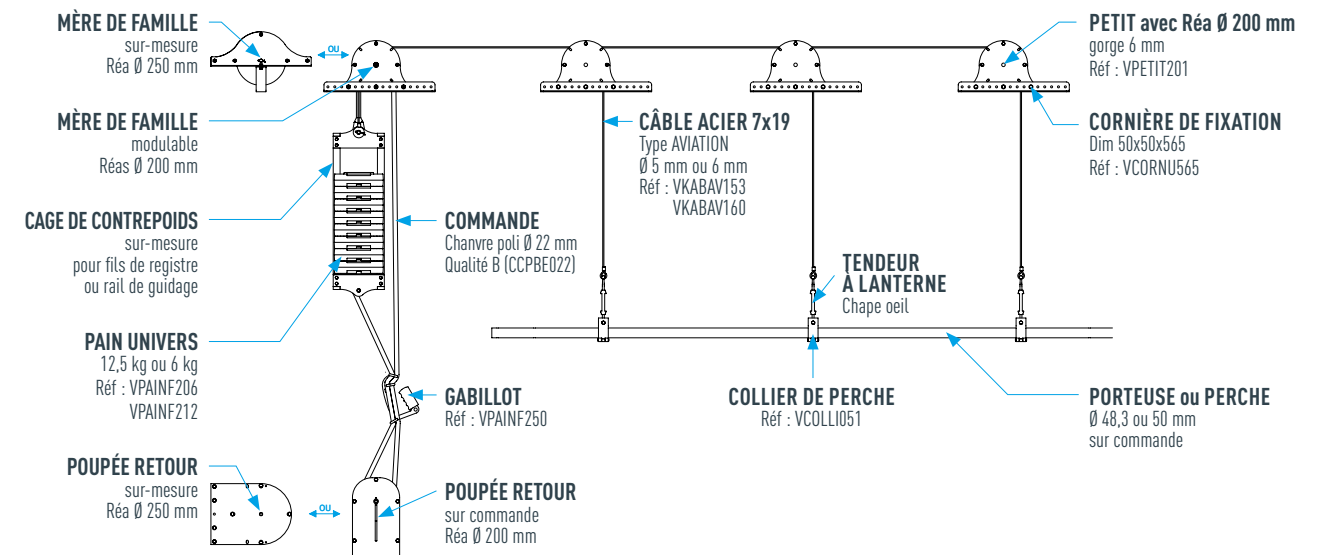 MÈRE DE FAMILLE
sur-mesure
Réa Ø 250 mm
OU
MÈRE DE FAMILLE
modulable
Réas Ø 200 mm
CAGE DE CONTREPOIDS
sur-mesure
pour fils de registre
ou rail de guidage
PAIN UNIVERS
12,5 kg ou 6 kg
Réf : VPAINF206
VPAINF212
POUPÉE RETOUR
sur-mesure
Réa Ø 250 mm
OU
POUPÉE RETOUR
sur commande
Réa Ø 200 mm
GABILLOT
Réf : VPAINF250
COMMANDE
Chanvre poli Ø 22 mm
Qualité B (CCPBE022)
CÂBLE ACIER 7x19
Type AVIATION
Ø 5 mm ou 6 mm
Réf : VKABAV153
VKABAV160
TENDEUR
À LANTERNE
Chape oeil
COLLIER DE PERCHE
Réf : VCOLLI051
PETIT avec Réa Ø 200 mm
gorge 6 mm
Réf : VPETIT201
CORNIÈRE DE FIXATION
Dim 50x50x565
Réf : VCORNU565
PORTEUSE ou PERCHE
Ø 48,3 ou 50 mm
sur commande